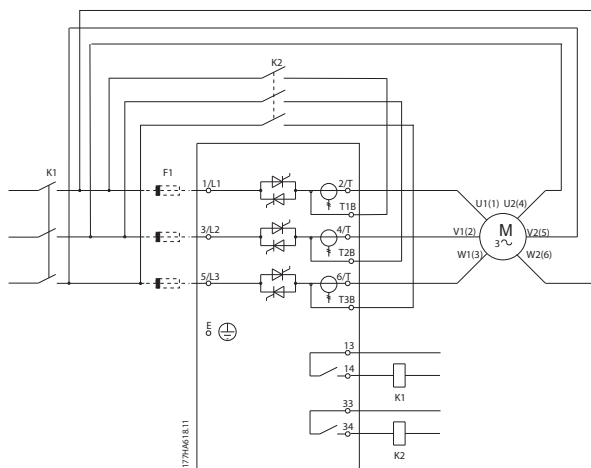 K2
K1
F1
1/L1
2/T
T1B
U1(1) U2(4)
3/L2
4/T
T2B
V1(2)
M
3~
V2(5)
5/L3
6/T
T3B
W1(3)
W2(6)
E
13
14
K1
33
34
K2
177HA618.11